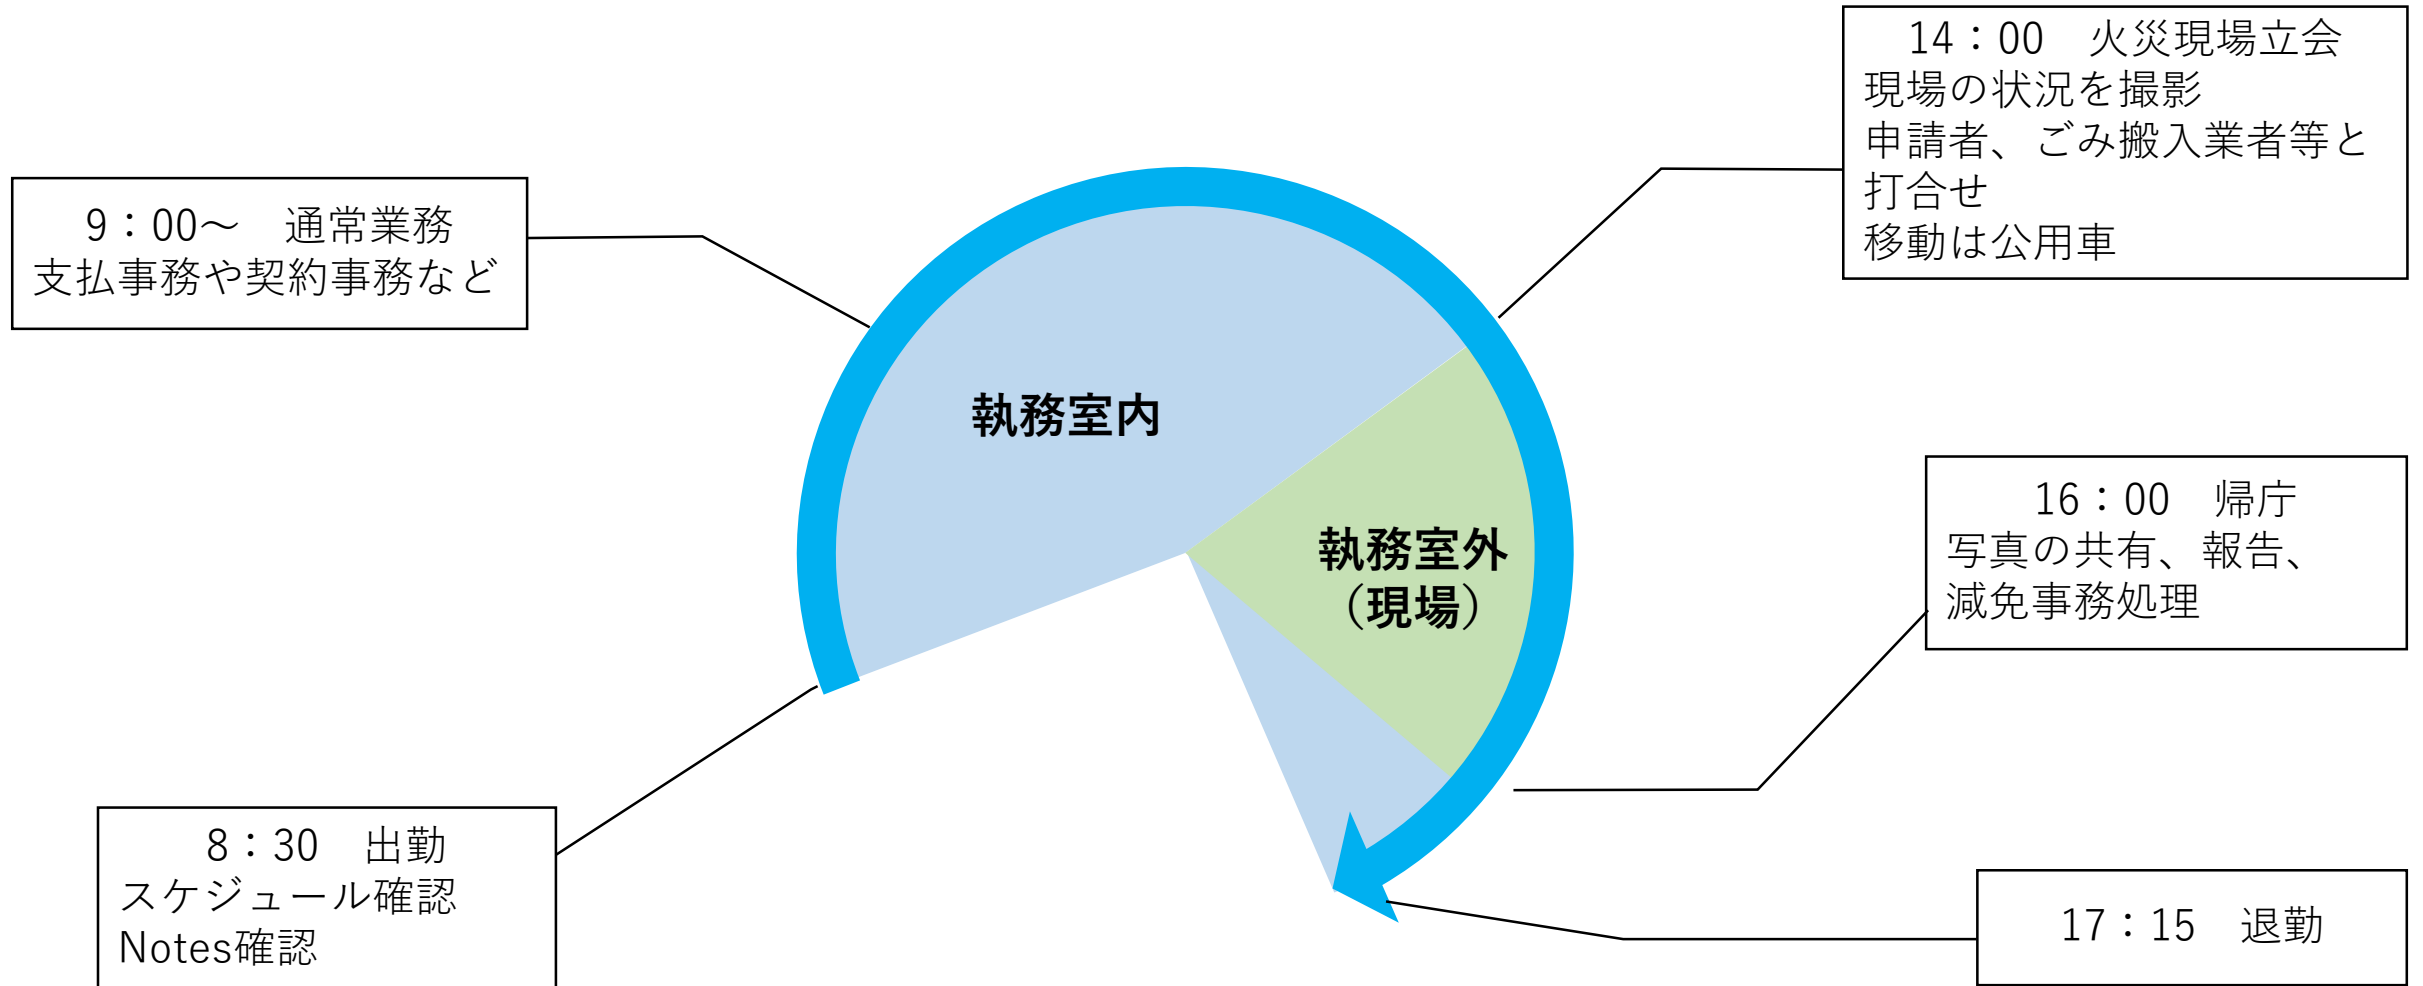 14：00　火災現場立会
現場の状況を撮影
申請者、ごみ搬入業者等と
打合せ
移動は公用車
9：00～　通常業務
支払事務や契約事務など
執務室内
執務室外
（現場）
16：00　帰庁
写真の共有、報告、
減免事務処理
8：30　出勤
スケジュール確認
Notes確認
17：15　退勤